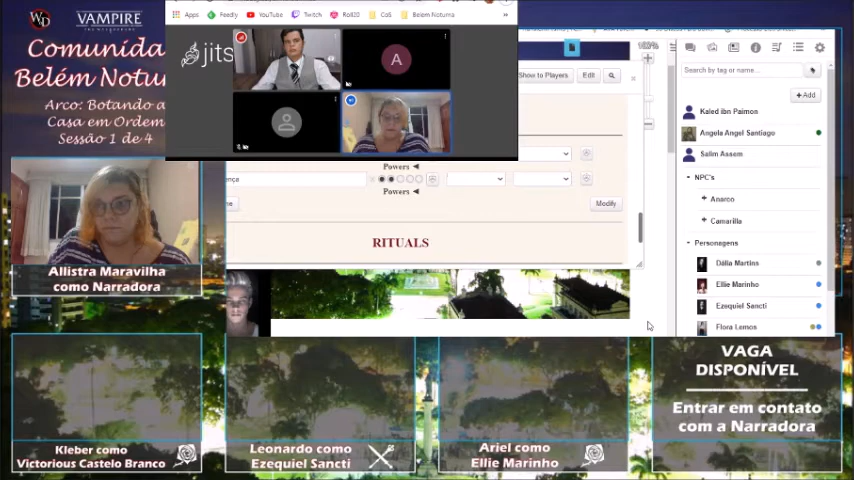 VAMPIRE
Comunida
Belém Notu
Arco: Botando a
Casa em Ordem
Sessão 1 de 4
Apps
Feedly
YouTube
Twitch
Roll20
CoS
Belem Noturna
jits
A
Show to Players
Edit
Powers
ença
Powers
Modify
RITUALS
Search by tag or name...
+ Add
Kaled ibn Paimon
Angela Angel Santiago
Salim Assem
NPC's
Anarco
Camarilla
Personagens
Dália Martins
Ellie Marinho
Ezequiel Sancti
Flora Lemos
Allistra Maravilha
como Narradora
Kleber como
Victorious Castelo Branco
Leonardo como
Ezequiel Sancti
Ariel como
Ellie Marinho
VAGA
DISPONÍVEL
Entrar em contato
com a Narradora